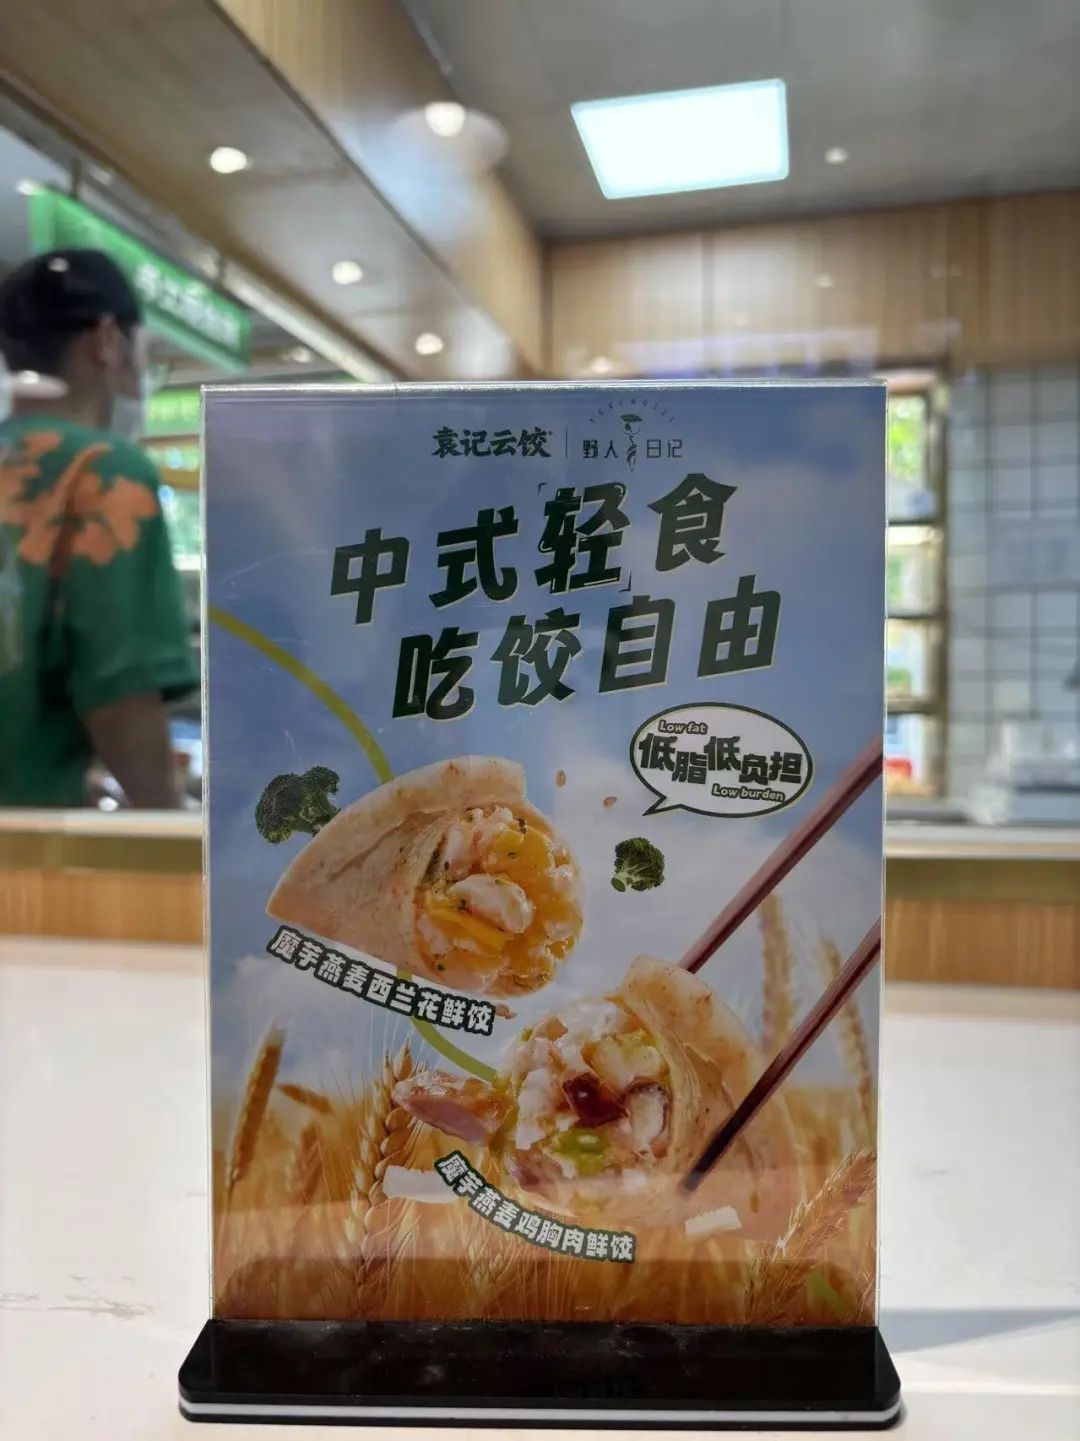 袁记云饺 野人日记
YERENRIJI
中式「轻」食
吃饺自由
Low fat
低脂低负担
Low burden
魔芋燕麦西兰花鲜饺
魔芋燕麦鸡胸肉鲜饺